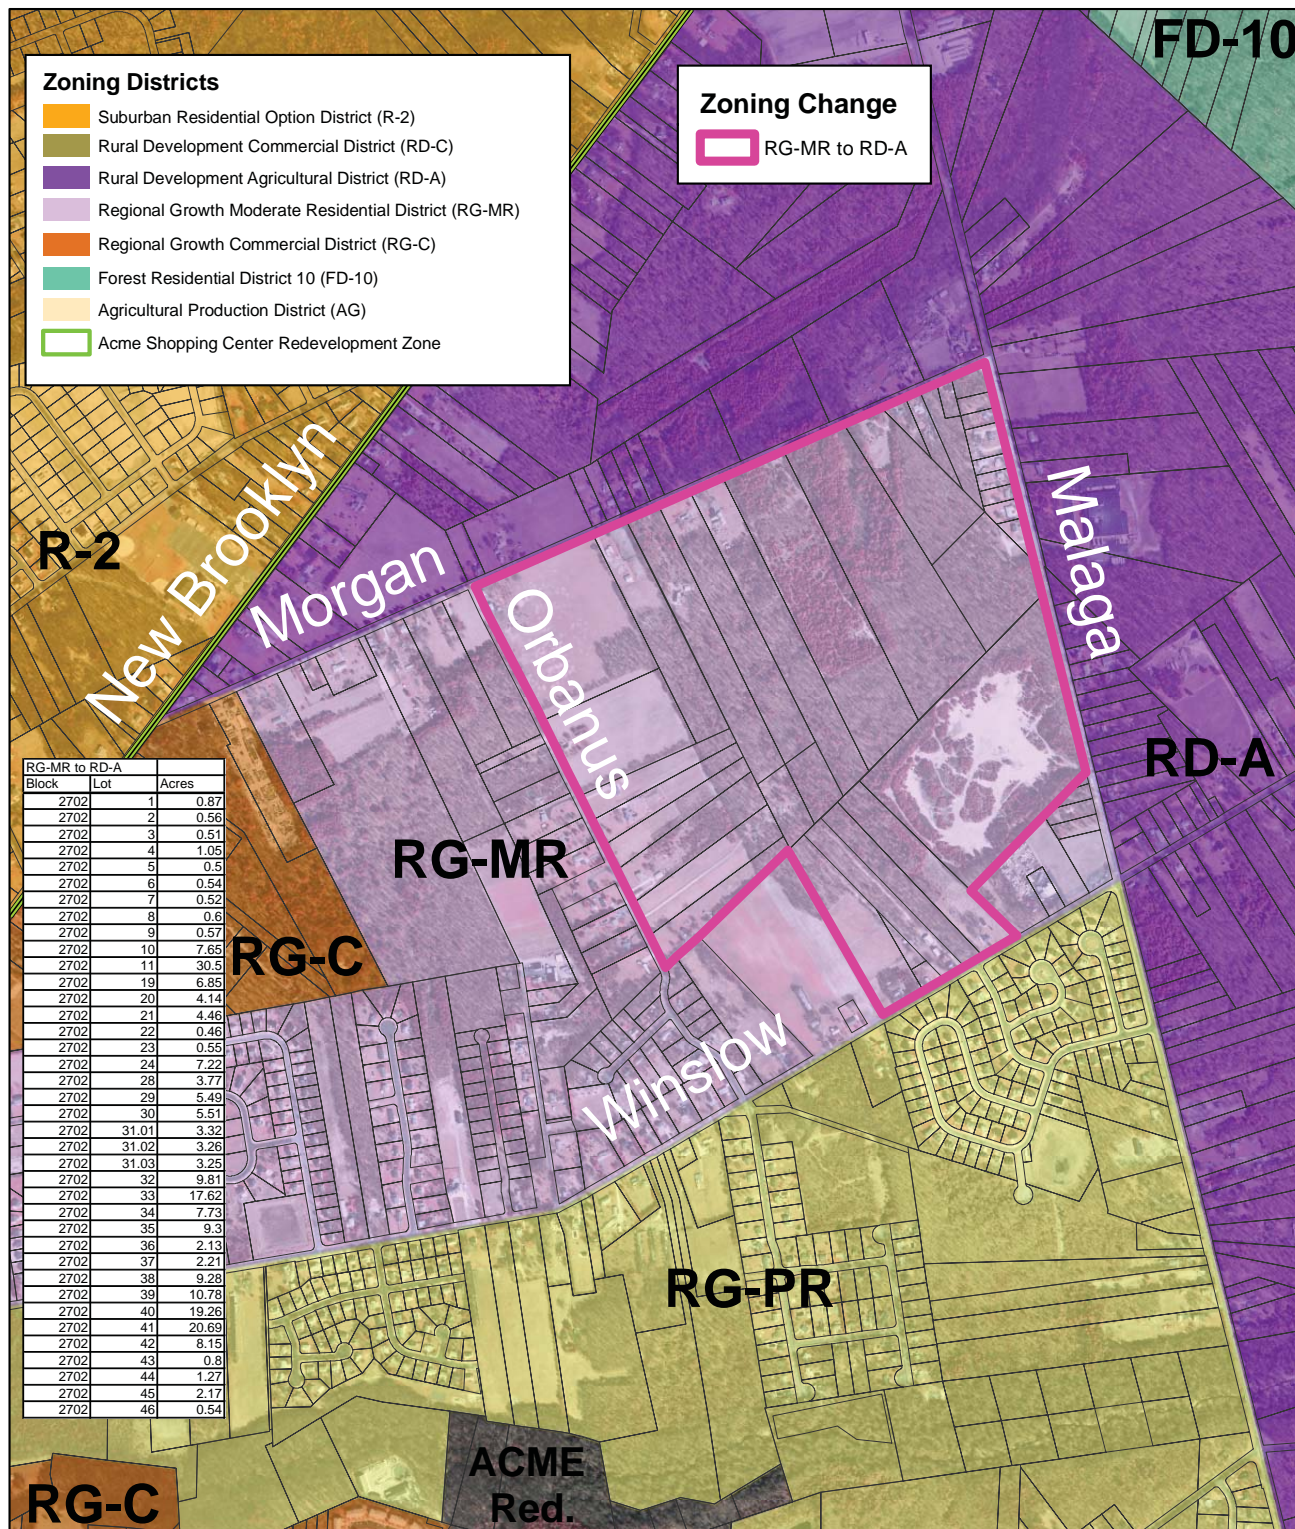 FD-10
Zoning Districts
Suburban Residential Option District (R-2)
Rural Development Commercial District (RD-C)
Rural Development Agricultural District (RD-A)
Regional Growth Moderate Residential District (RG-MR)
Regional Growth Commercial District (RG-C)
Forest Residential District 10 (FD-10)
Agricultural Production District (AG)
Acme Shopping Center Redevelopment Zone
Zoning Change
RG-MR to RD-A
New Brooklyn
R-2
Morgan
Orbanus
Malaga
RD-A
RG-MR
RG-C
Winslow
RG-PR
ACME
Red.
RG-C
RG-MR to RD-A
Block Lot Acres
2702 1 0.87
2702 2 0.56
2702 3 0.51
2702 4 1.05
2702 5 0.5
2702 6 0.54
2702 7 0.52
2702 8 0.6
2702 9 0.57
2702 10 7.65
2702 11 30.5
2702 19 6.85
2702 20 4.14
2702 21 4.46
2702 22 0.46
2702 23 0.55
2702 24 7.22
2702 28 3.77
2702 29 5.49
2702 30 5.51
2702 31.01 3.32
2702 31.02 3.26
2702 31.03 3.25
2702 32 9.81
2702 33 17.62
2702 34 7.73
2702 35 9.3
2702 36 2.13
2702 37 2.21
2702 38 9.28
2702 39 10.78
2702 40 19.26
2702 41 20.69
2702 42 8.15
2702 43 0.8
2702 44 1.27
2702 45 2.17
2702 46 0.54